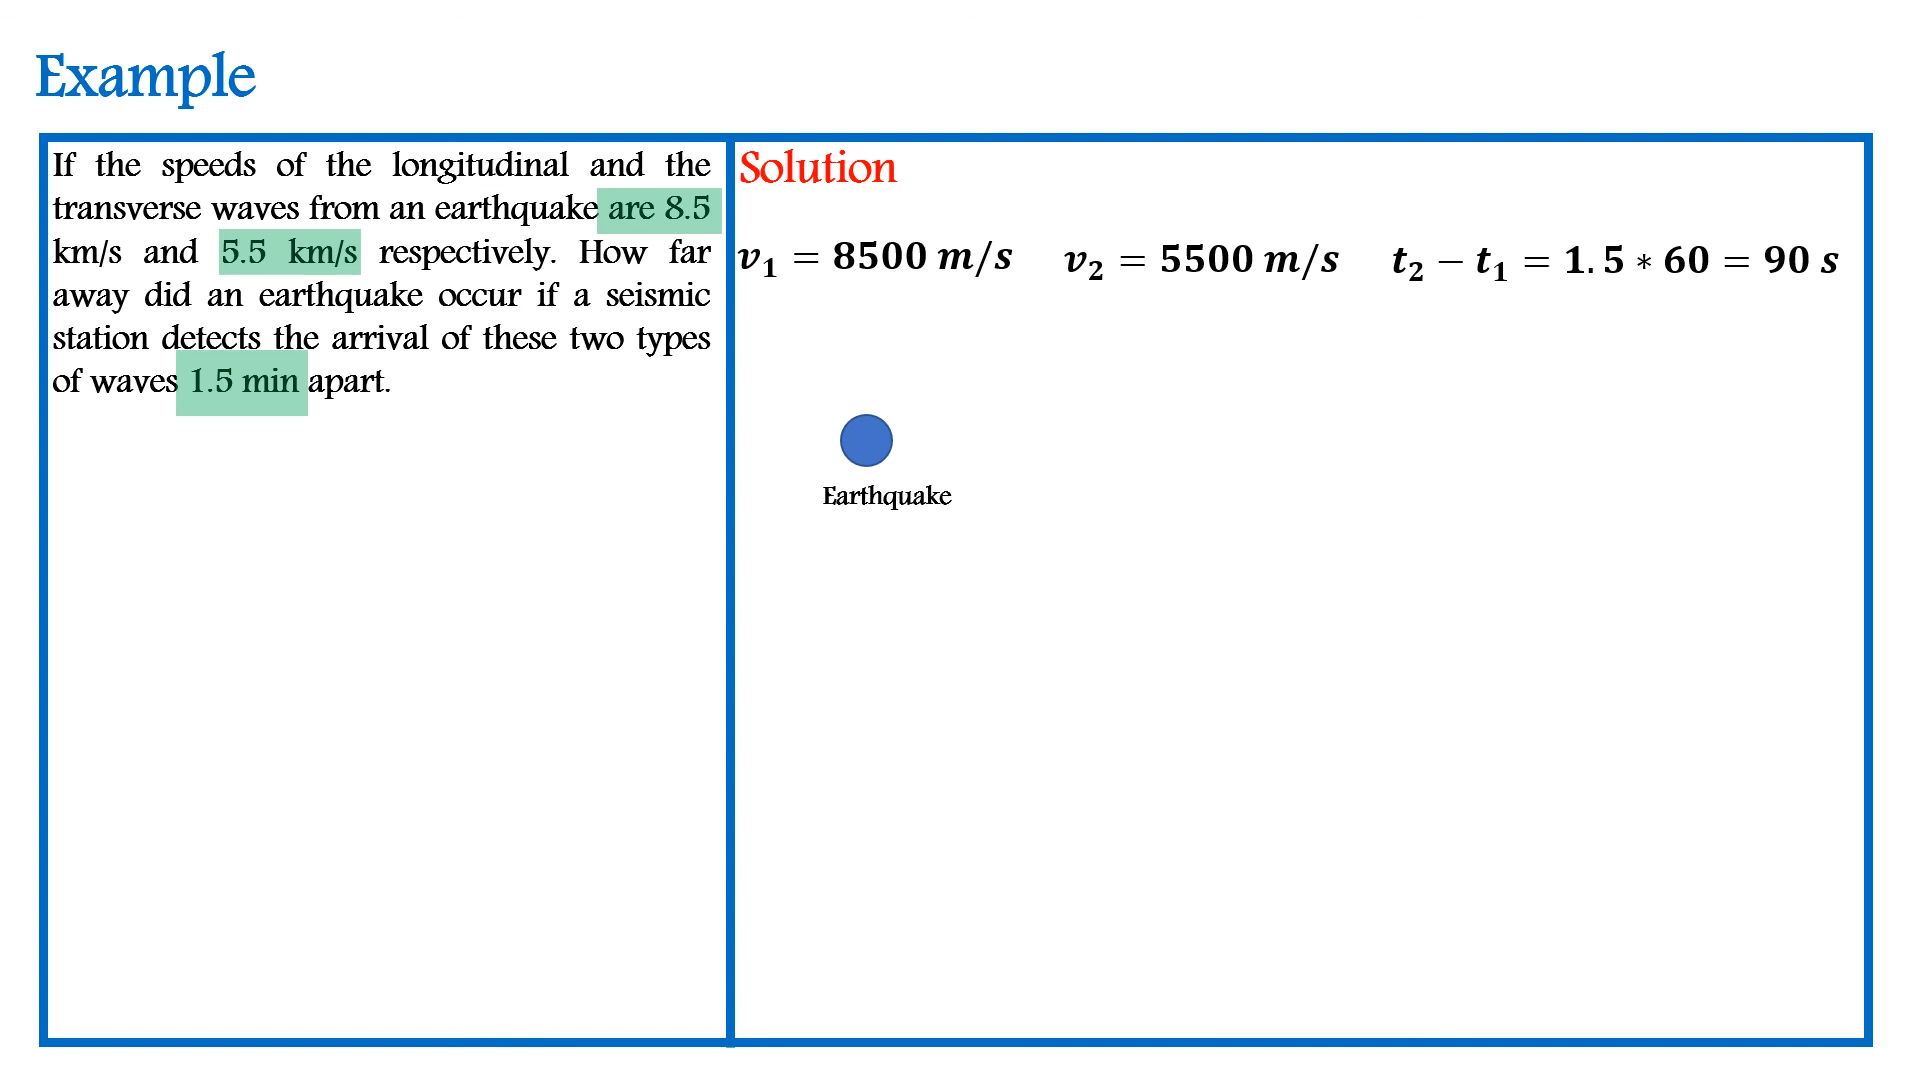 Example
If the speeds of the longitudinal and the
transverse waves from an earthquake are 8.5
km/s and 5.5 km/s respectively. How far
away did an earthquake occur if a seismic
station detects the arrival of these two types
of waves 1.5 min apart.
Solution
v₁ = 8500 m/s v₂ = 5500 m/s t₂ − t₁ = 1.5 ∗ 60 = 90 s
Earthquake